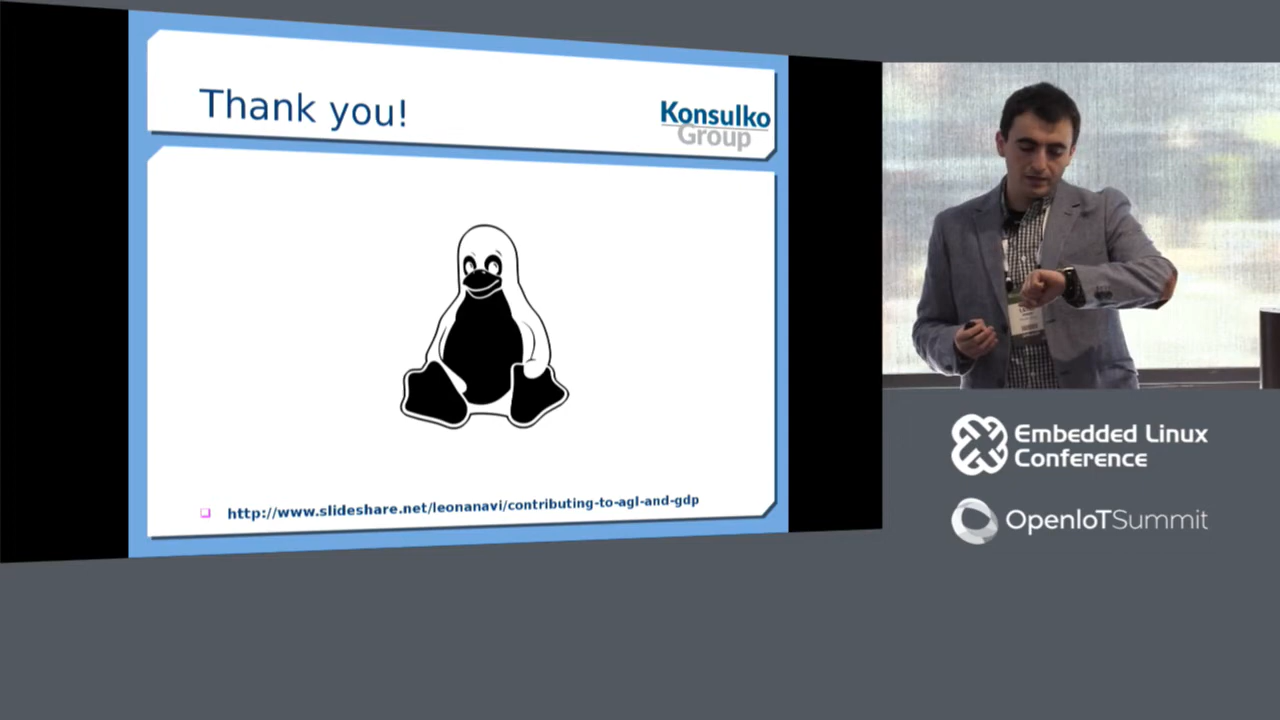 Thank you!
Konsulko
Group
http://www.slideshare.net/leonanavi/contributing-to-agl-and-gdp
Embedded Linux
Conference
OpenIoTSummit